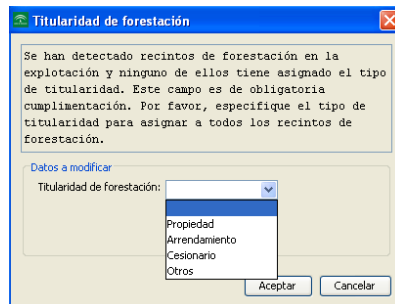 Titularidad de forestación
Se han detectado recintos de forestación en la
explotación y ninguno de ellos tiene asignado el tipo
de titularidad. Este campo es de obligatoria
cumplimentación. Por favor, especifique el tipo de
titularidad para asignar a todos los recintos de
forestación.
Datos a modificar
Titularidad de forestación:
Propiedad
Arrendamiento
Cesionario
Otros
Aceptar Cancelar